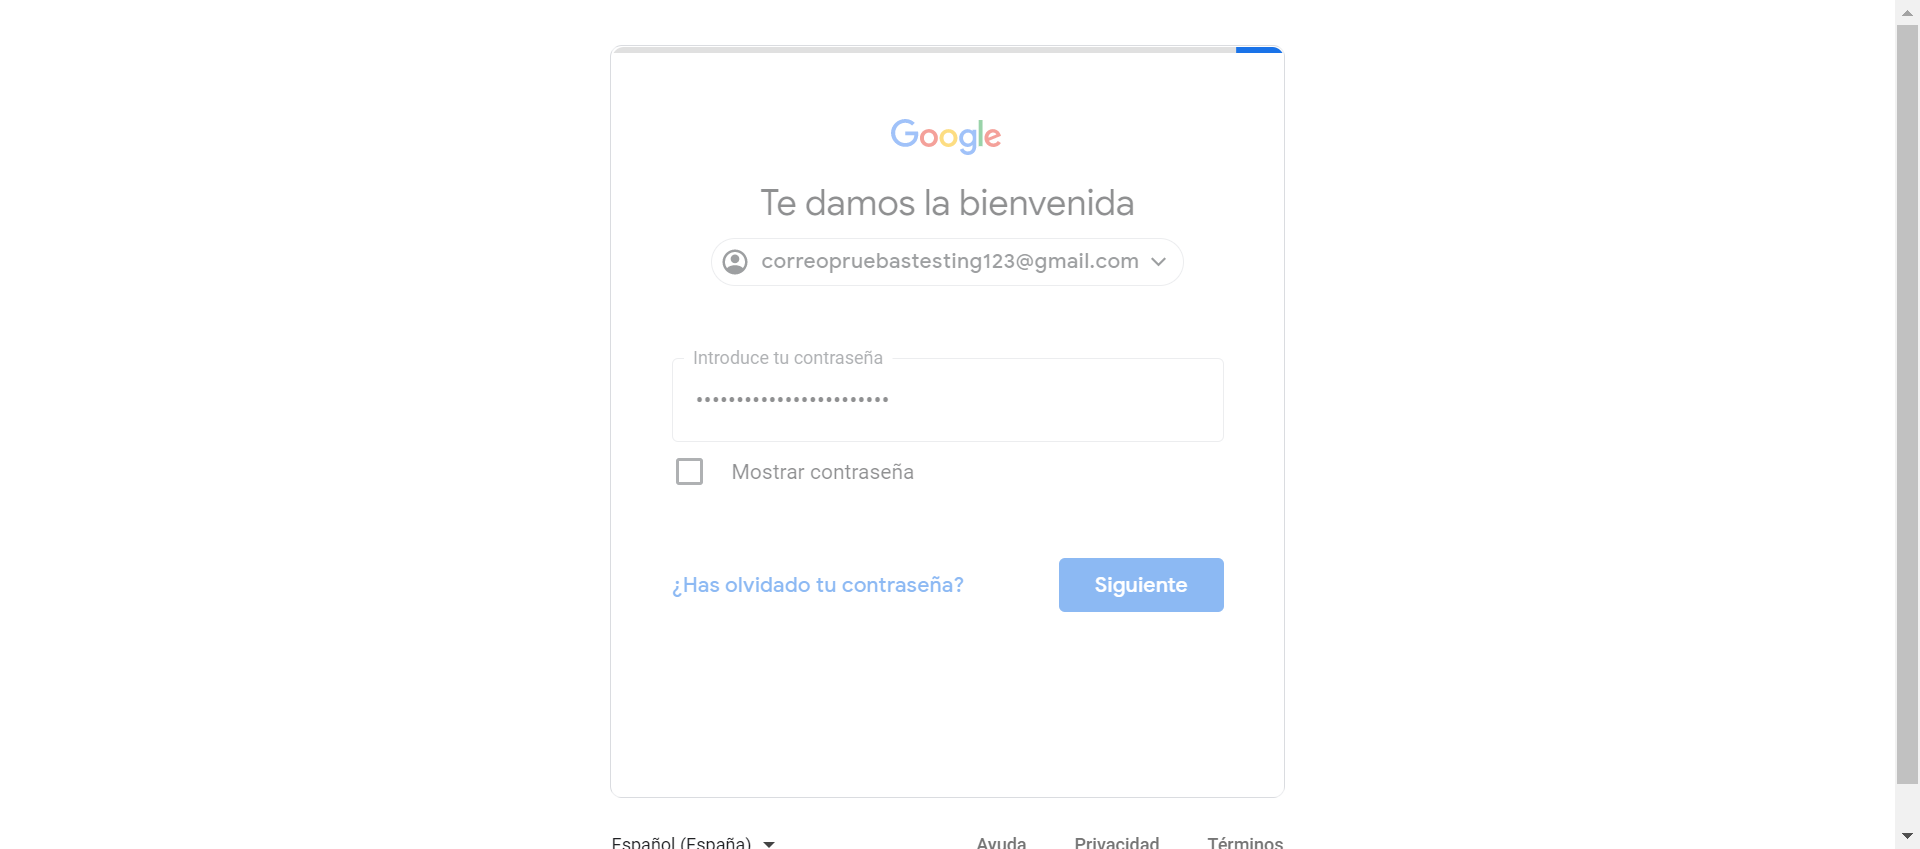 Google
Te damos la bienvenida
correopruebastesting123@gmail.com
Introduce tu contraseña
••••••••••••••••••••••••
Mostrar contraseña
¿Has olvidado tu contraseña?
Siguiente
Español (España)
Ayuda
Privacidad
Términos